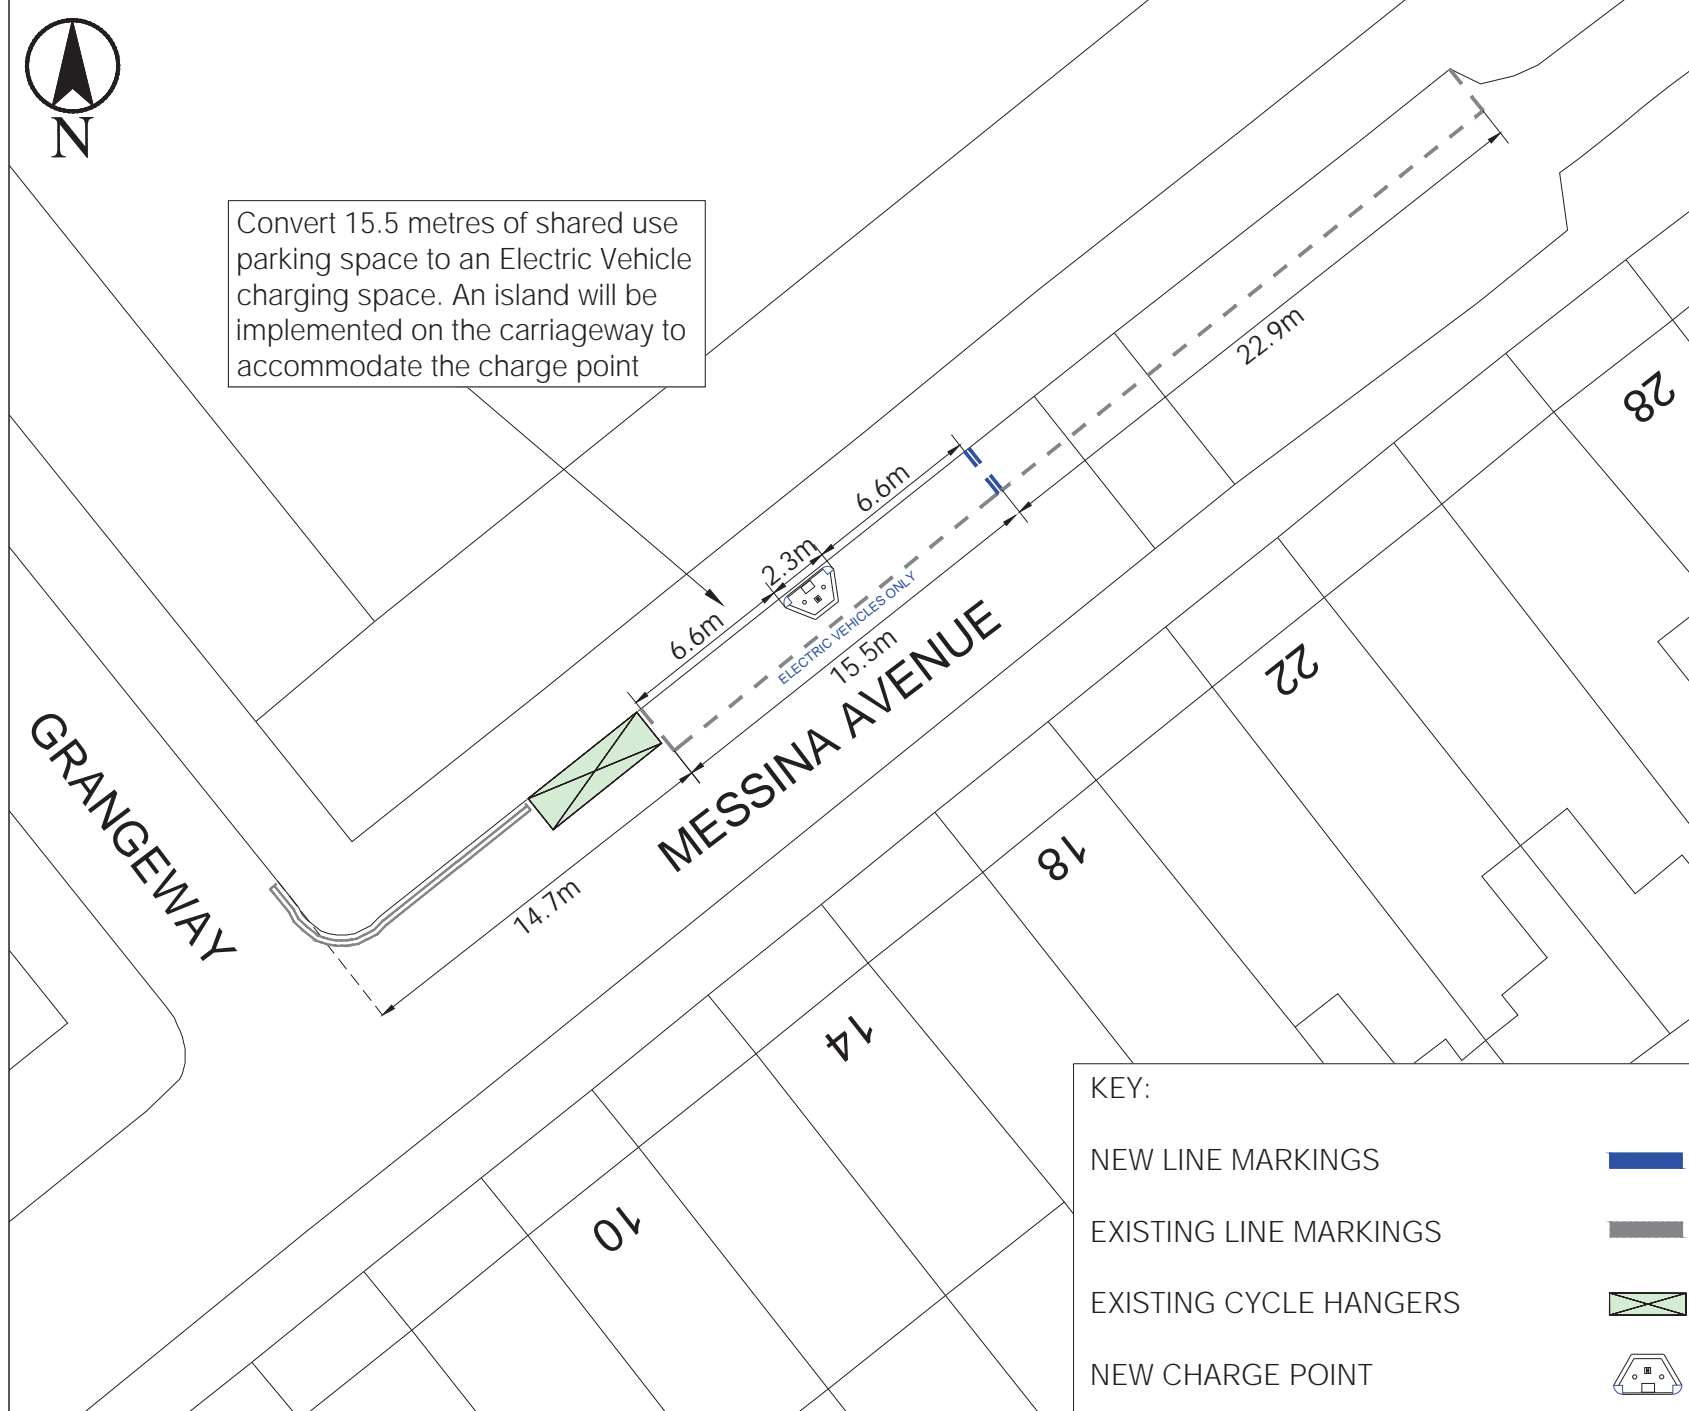 N
Convert 15.5 metres of shared use
parking space to an Electric Vehicle
charging space. An island will be
implemented on the carriageway to
accommodate the charge point
22.9m
28
6.6m
2.3m
6.6m
ELECTRIC VEHICLES ONLY
15.5m
MESSINA AVENUE
22
GRANGEWAY
18
14.7m
14
10
KEY:
NEW LINE MARKINGS
EXISTING LINE MARKINGS
EXISTING CYCLE HANGERS
NEW CHARGE POINT